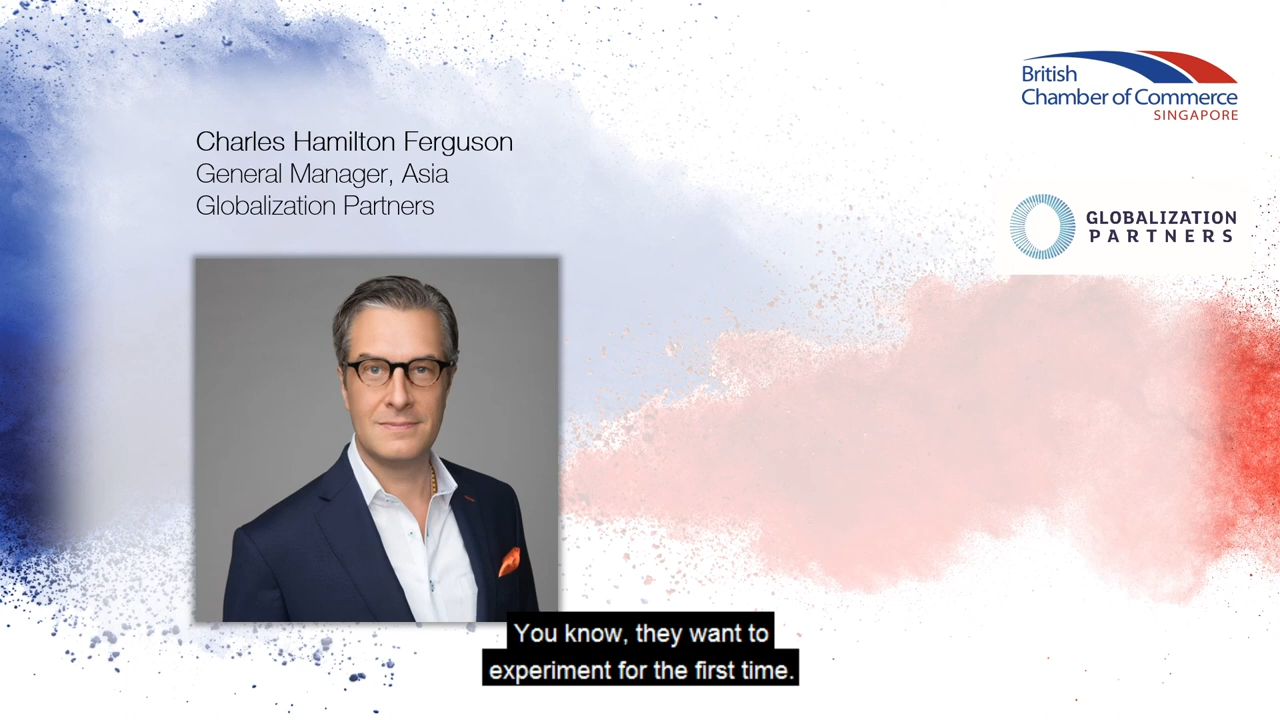 British
Chamber of Commerce
SINGAPORE
Charles Hamilton Ferguson
General Manager, Asia
Globalization Partners
GLOBALIZATION
PARTNERS
You know, they want to
experiment for the first time.